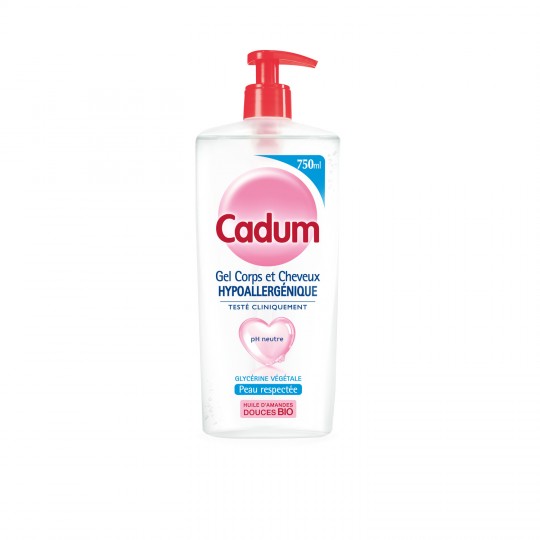 750ml
Cadum
Gel Corps et Cheveux
HYPOALLERGÉNIQUE
TESTÉ CLINIQUEMENT
pH neutre
GLYCÉRINE VÉGÉTALE
Peau respectée
HUILE D'AMANDES
DOUCES BIO